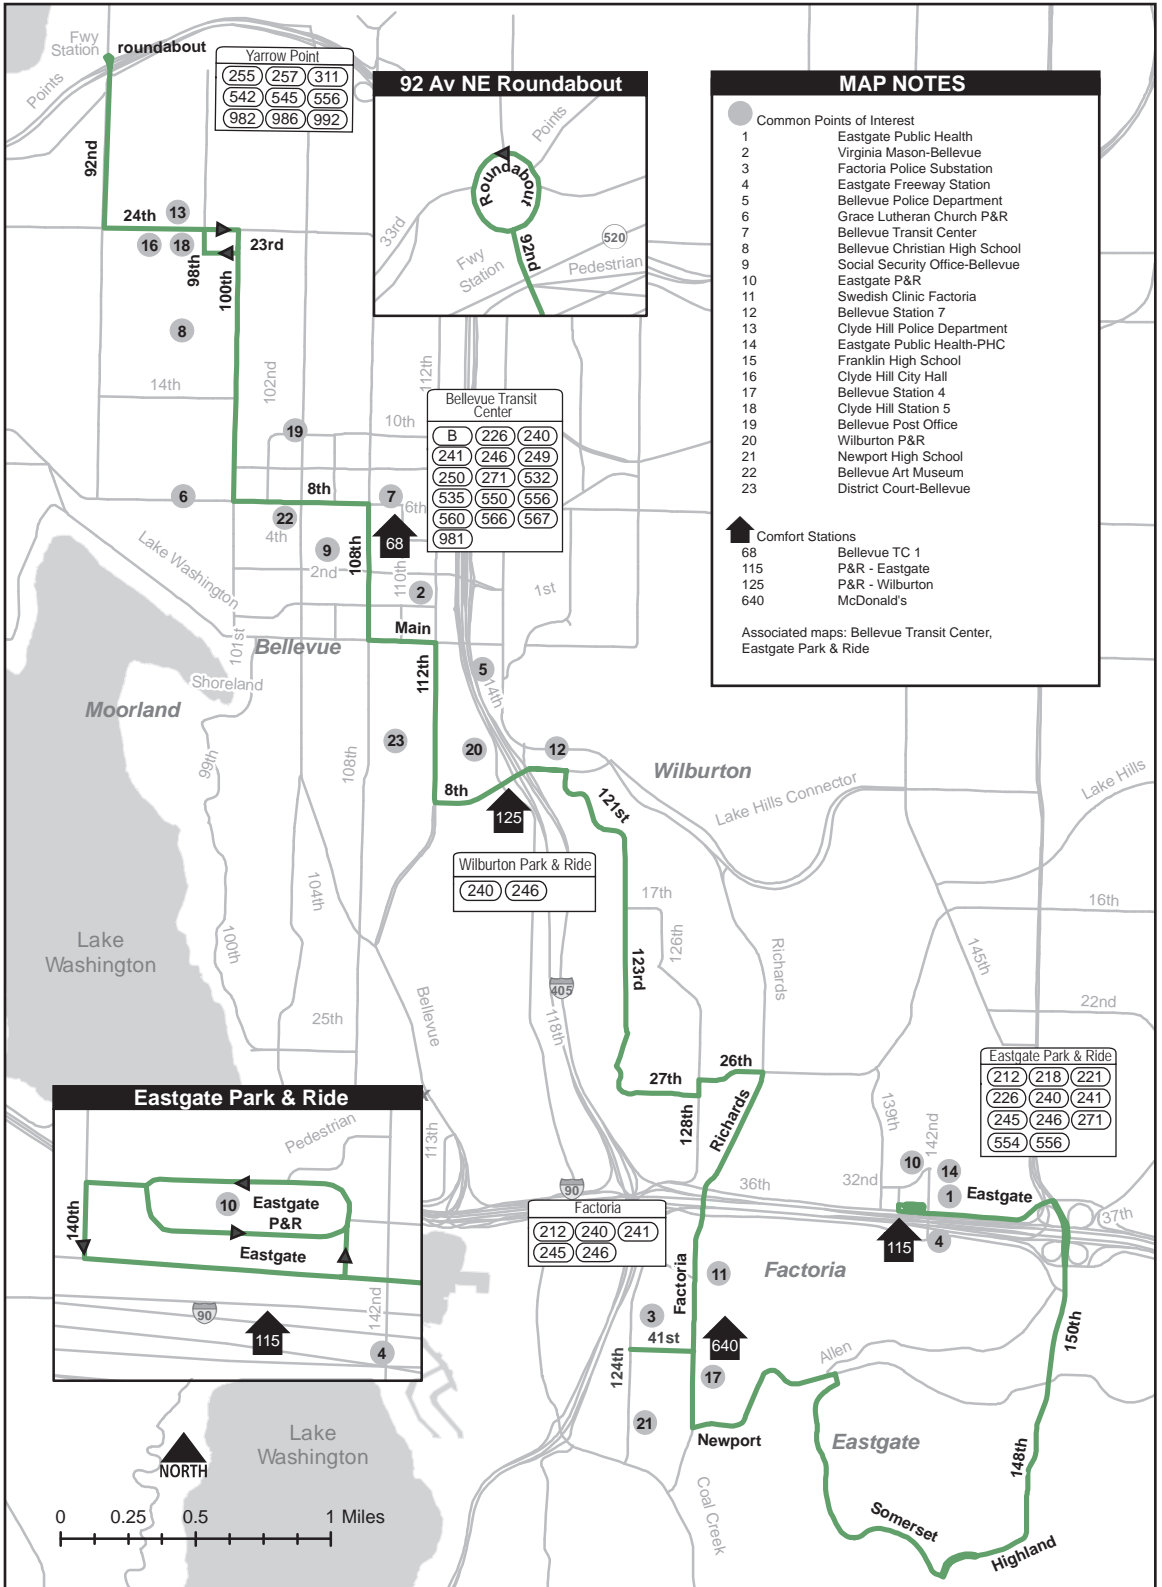 Fwy
Station
roundabout
Points
92nd
Yarrow Point
255 257 311
542 545 556
982 986 992
92 Av NE Roundabout
Points
Roundabout
33rd
92nd
520
Fwy
Station
Pedestrian
MAP NOTES
Common Points of Interest
1 Eastgate Public Health
2 Virginia Mason-Bellevue
3 Factoria Police Substation
4 Eastgate Freeway Station
5 Bellevue Police Department
6 Grace Lutheran Church P&R
7 Bellevue Transit Center
8 Bellevue Christian High School
9 Social Security Office-Bellevue
10 Eastgate P&R
11 Swedish Clinic Factoria
12 Bellevue Station 7
13 Clyde Hill Police Department
14 Eastgate Public Health-PHC
15 Franklin High School
16 Clyde Hill City Hall
17 Bellevue Station 4
18 Clyde Hill Station 5
19 Bellevue Post Office
20 Wilburton P&R
21 Newport High School
22 Bellevue Art Museum
23 District Court-Bellevue
Comfort Stations
68 Bellevue TC 1
115 P&R - Eastgate
125 P&R - Wilburton
640 McDonald's
Associated maps: Bellevue Transit Center,
Eastgate Park & Ride
24th
13
16
18
98th
23rd
100th
8
14th
102nd
112th
19
10th
Bellevue Transit
Center
B 226 240
241 246 249
250 271 532
535 550 556
560 566 567
981
6
8th
7
6th
22
4th
68
9
108th
2nd
110th
2
1st
Lake Washington
101st
Main
Bellevue
Shoreland
112th
5
14th
Moorland
99th
108th
23
20
12
Wilburton
8th
125
121st
Lake Hills Connector
Lake Hills
Wilburton Park & Ride
240 246
104th
17th
126th
16th
100th
Lake
Washington
123rd
Richards
145th
405
118th
Bellevue
22nd
25th
26th
27th
128th
Richards
Eastgate Park & Ride
212 218 221
226 240 241
245 246 271
554 556
139th
142nd
113th
10
14
32nd
36th
1
Eastgate
37th
115
4
90
Factoria
212 240 241
245 246
Eastgate Park & Ride
Pedestrian
10
Eastgate
P&R
140th
Eastgate
90
115
142nd
4
Factoria
11
Factoria
3
41st
640
124th
17
Allen
150th
21
Newport
Eastgate
148th
Lake
Washington
NORTH
Coal Creek
Somerset
Highland
0 0.25 0.5 1 Miles